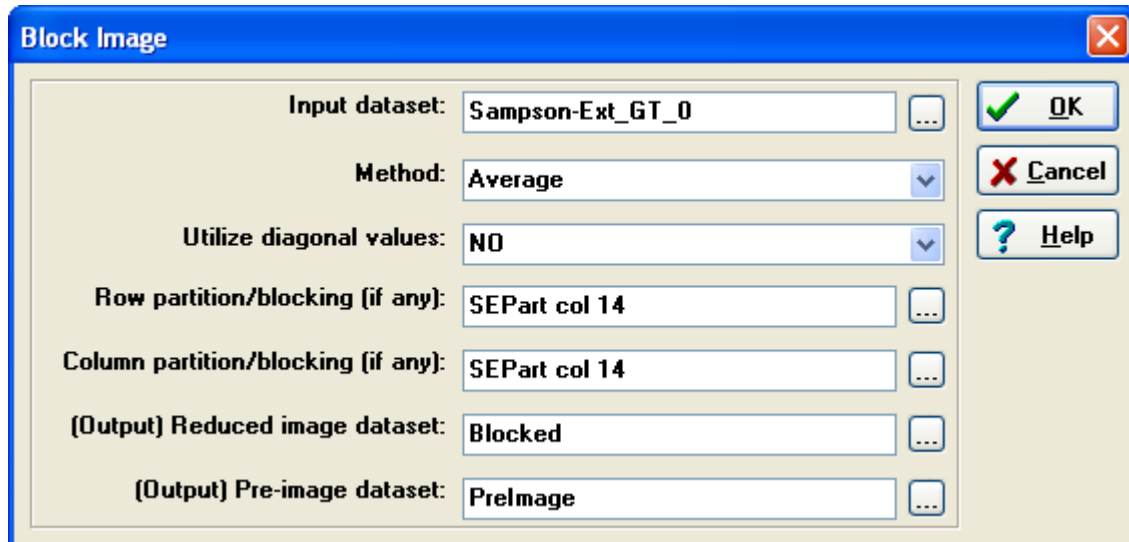 Block Image
Input dataset: Sampson-Ext_GT_0 ... OK
Method: Average Cancel
Utilize diagonal values: NO ? Help
Row partition/blocking (if any): SEPart col 14 ...
Column partition/blocking (if any): SEPart col 14 ...
(Output) Reduced image dataset: Blocked ...
(Output) Pre-image dataset: PreImage ...